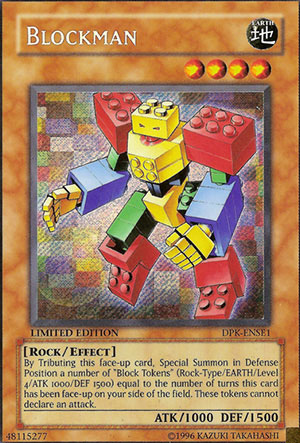 BLOCKMAN
EARTH
地
LIMITED EDITION
DPK-ENSE1
[ROCK/EFFECT]
By Tributing this face-up card, Special Summon in Defense
Position a number of "Block Tokens" (Rock-Type/EARTH/Level
4/ATK 1000/DEF 1500) equal to the number of turns this card
has been face-up on your side of the field. These tokens cannot
declare an attack.
ATK/1000 DEF/1500
48115277
©1996 KAZUKI TAKAHASHI